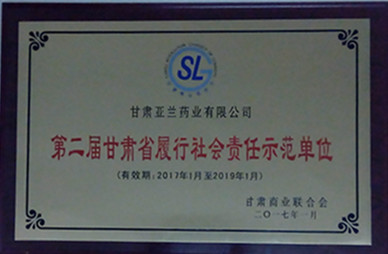 SL
甘肃亚兰药业有限公司
第二届甘肃省履行社会责任示范单位
(有效期:2017年1月至2019年1月)
甘肃商业联合会
二〇一七年一月